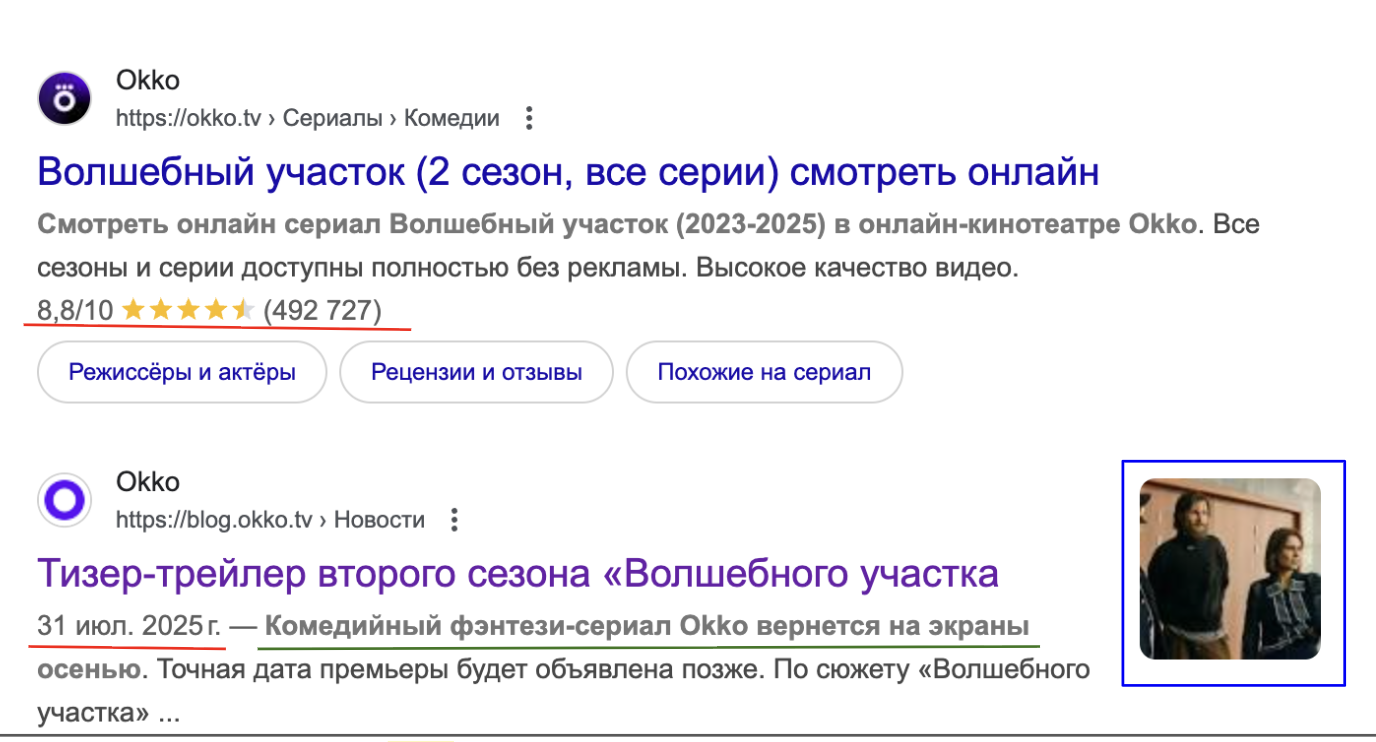 Okko
https://okko.tv › Сериалы › Комедии
Волшебный участок (2 сезон, все серии) смотреть онлайн
Смотреть онлайн сериал Волшебный участок (2023-2025) в онлайн-кинотеатре Okko. Все
сезоны и серии доступны полностью без рекламы. Высокое качество видео.
8,8/10 (492 727)
Режиссёры и актёры Рецензии и отзывы Похожие на сериал
Okko
https://blog.okko.tv › Новости
Тизер-трейлер второго сезона «Волшебного участка
31 июл. 2025 г. — Комедийный фэнтези-сериал Okko вернется на экраны
осенью. Точная дата премьеры будет объявлена позже. По сюжету «Волшебного
участка» ...